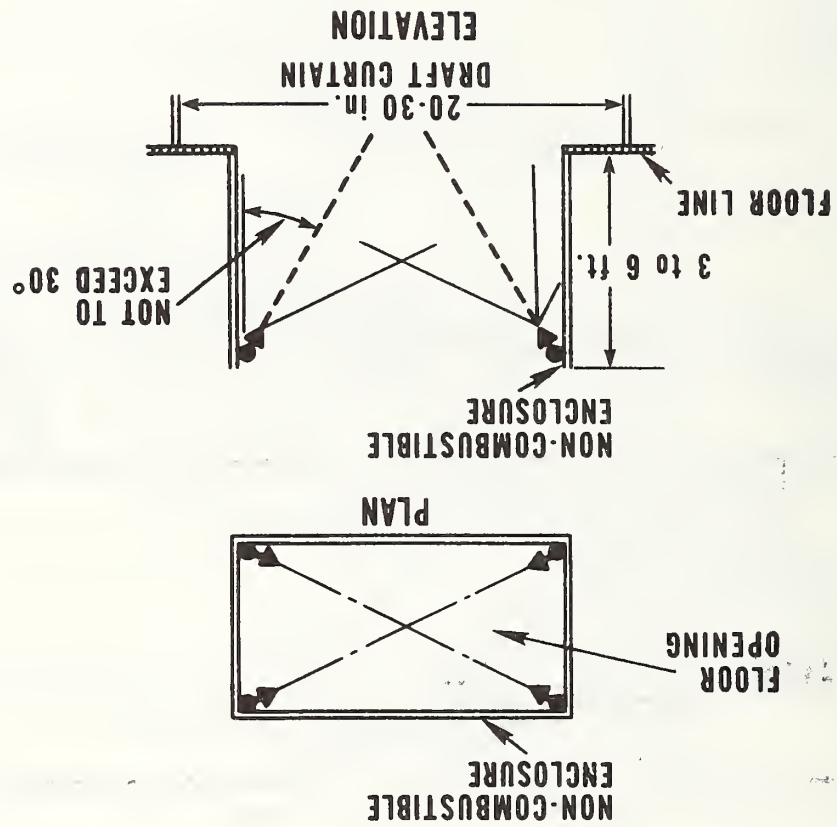 NON-COMBUSTIBLE
ENCLOSURE
FLOOR
OPENING
PLAN
NON-COMBUSTIBLE
ENCLOSURE
NOT TO
EXCEED 30°
3 to 6 ft.
FLOOR LINE
20-30 in.
DRAFT CURTAIN
ELEVATION